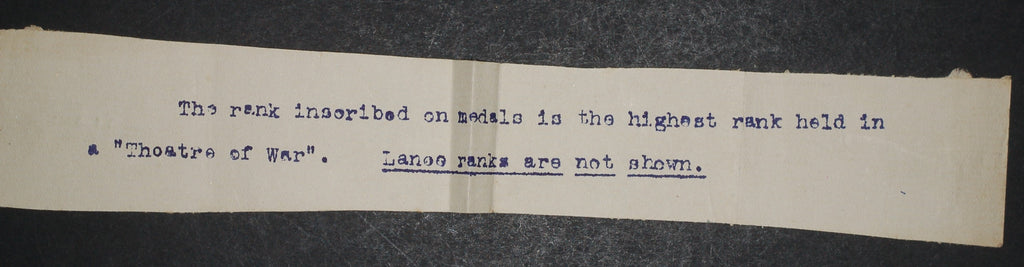 The rank inscribed on medals is the highest rank held in
a "Theatre of War".    Lance ranks are not shown.